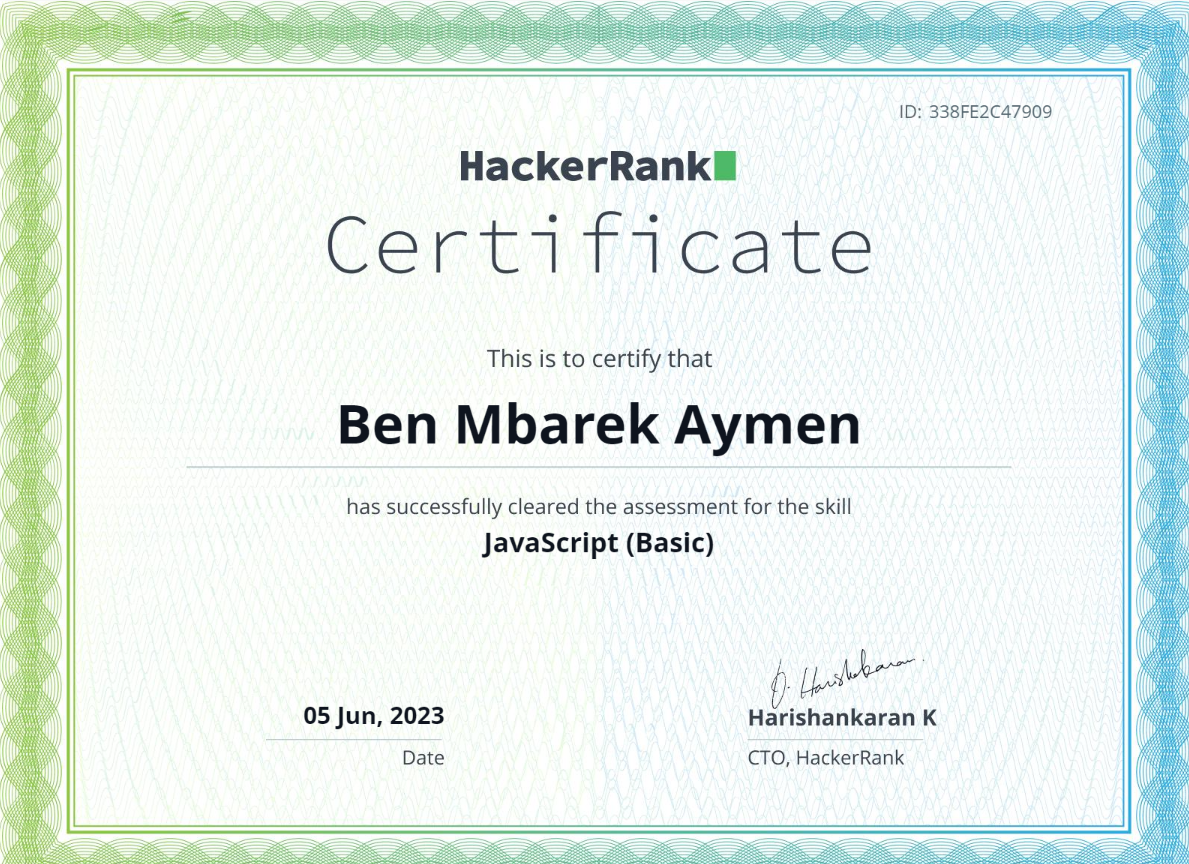 ID: 338FE2C47909
HackerRank
Certificate
This is to certify that
Ben Mbarek Aymen
has successfully cleared the assessment for the skill
JavaScript (Basic)
D. Harishankaran.
05 Jun, 2023
Harishankaran K
Date
CTO, HackerRank